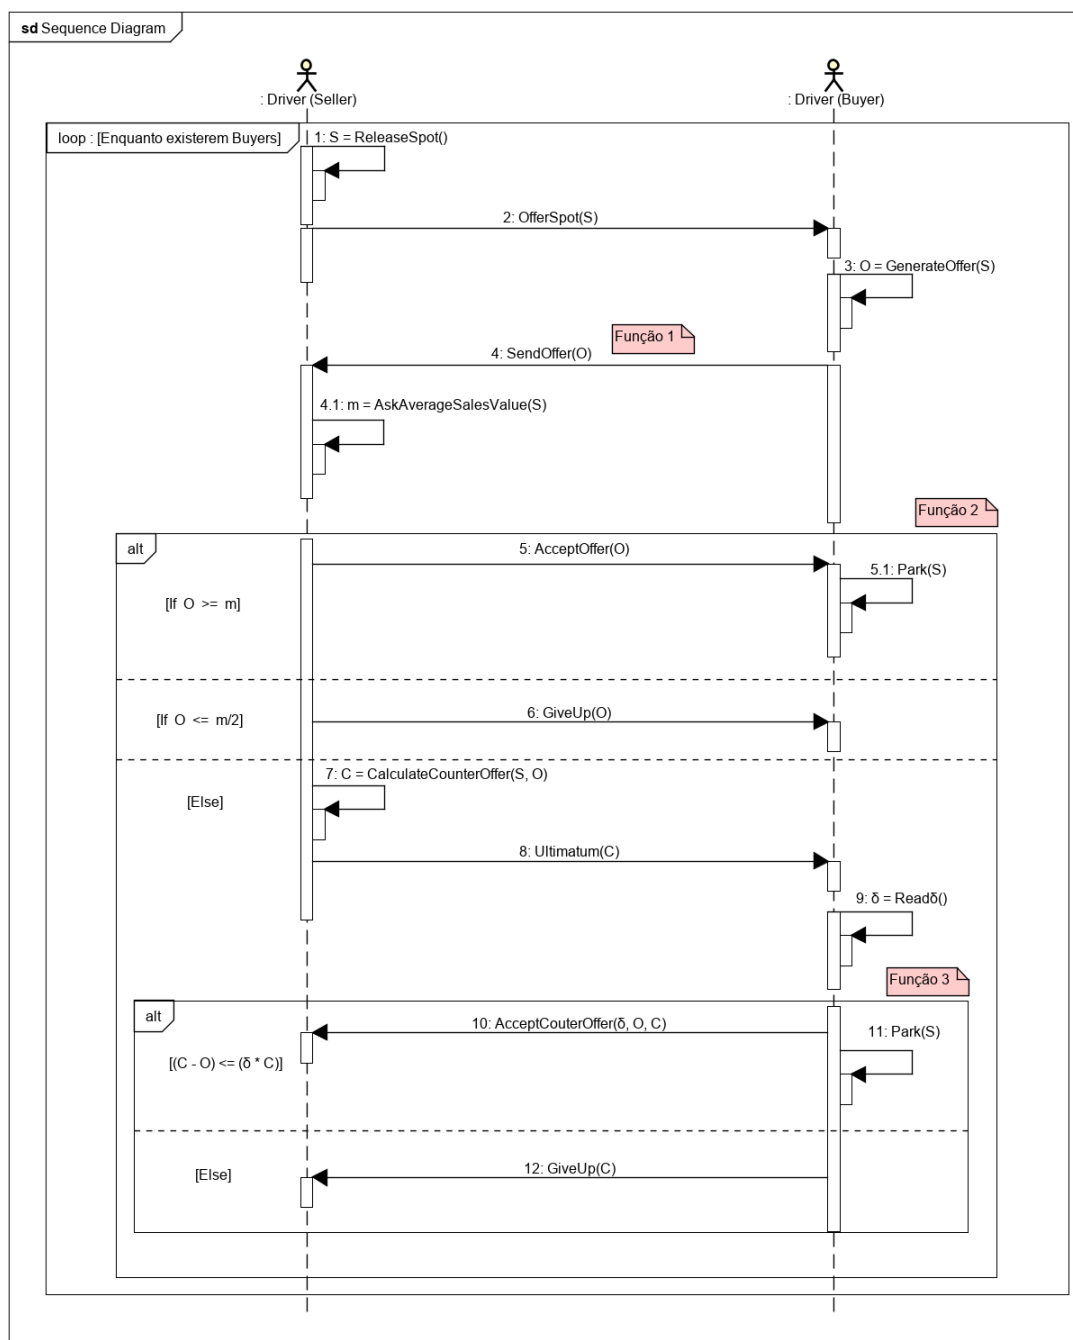 sd Sequence Diagram
: Driver (Seller)
: Driver (Buyer)
loop : [Enquanto existerem Buyers]
1: S = ReleaseSpot()
2: OfferSpot(S)
3: O = GenerateOffer(S)
Função 1
4: SendOffer(O)
4.1: m = AskAverageSalesValue(S)
Função 2
alt
5: AcceptOffer(O)
5.1: Park(S)
[If O >= m]
[If O <= m/2]
6: GiveUp(O)
7: C = CalculateCounterOffer(S, O)
[Else]
8: Ultimatum(C)
9: δ = Readδ()
Função 3
alt
10: AcceptCouterOffer(δ, O, C)
11: Park(S)
[(C - O) <= (δ * C)]
12: GiveUp(C)
[Else]